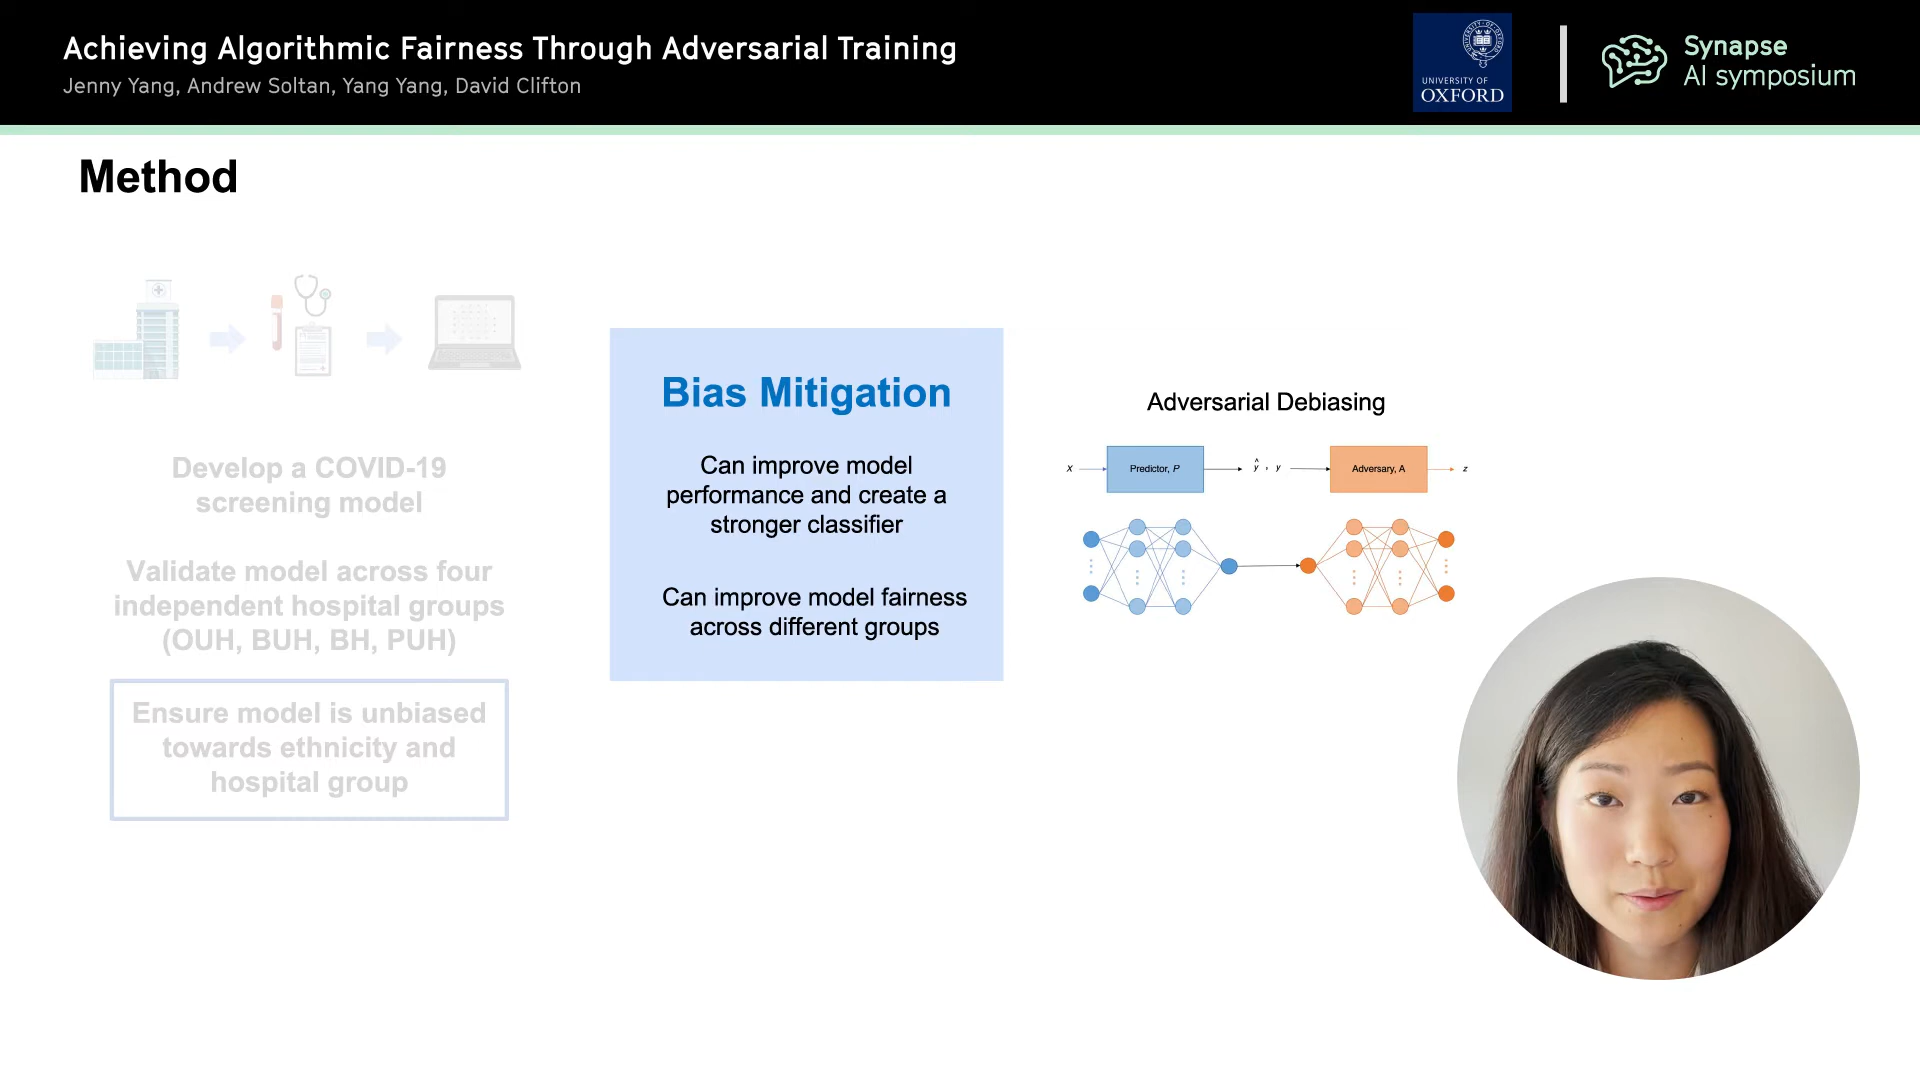 Achieving Algorithmic Fairness Through Adversarial Training
Jenny Yang, Andrew Soltan, Yang Yang, David Clifton
UNIVERSITY OF
OXFORD
Synapse
AI symposium
Method
Develop a COVID-19
screening model
Validate model across four
independent hospital groups
(OUH, BUH, BH, PUH)
Ensure model is unbiased
towards ethnicity and
hospital group
Bias Mitigation
Can improve model
performance and create a
stronger classifier
Can improve model fairness
across different groups
Adversarial Debiasing
X
Predictor, P
ŷ , y
Adversary, A
z